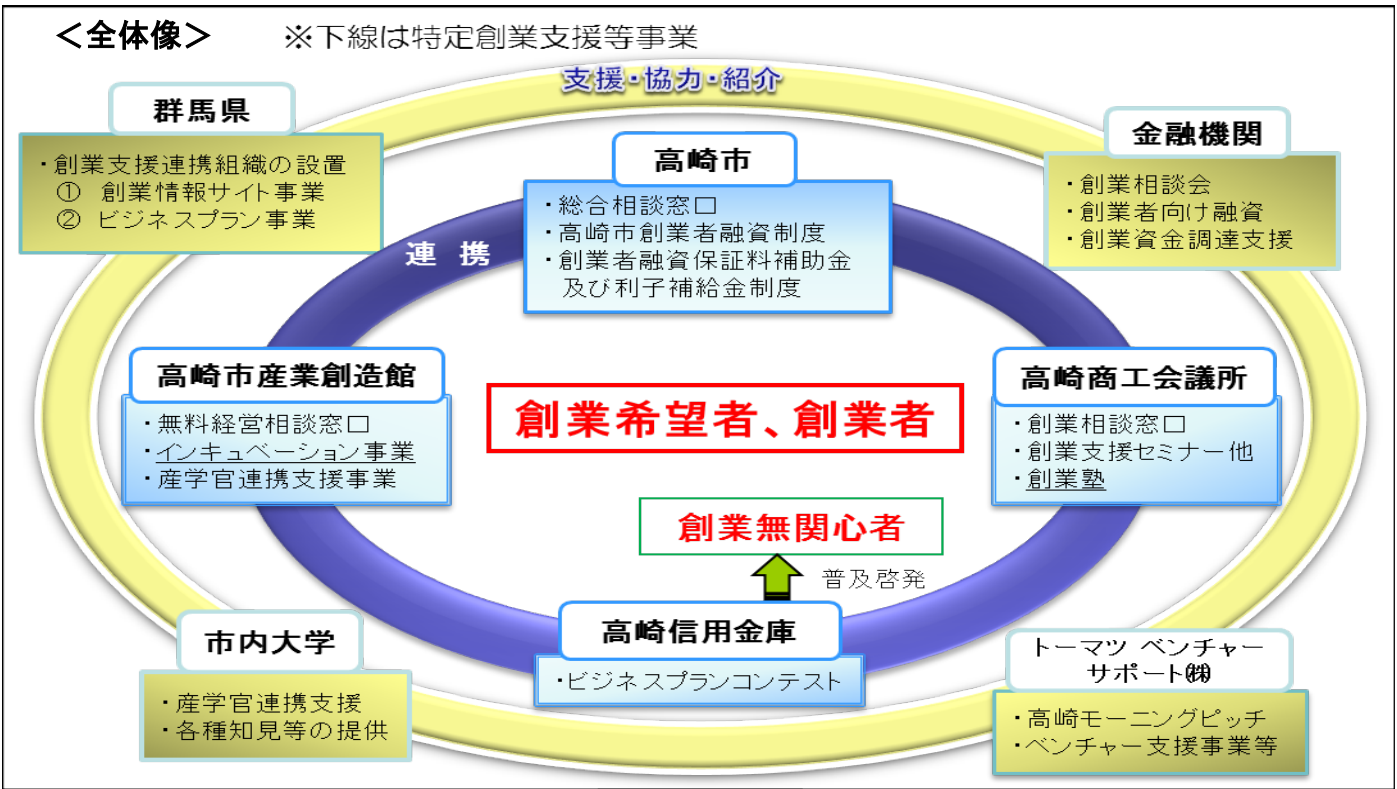 ＜全体像＞ ※下線は特定創業支援等事業
支援・協力・紹介
群馬県
・創業支援連携組織の設置
① 創業情報サイト事業
② ビジネスプラン事業
金融機関
・創業相談会
・創業者向け融資
・創業資金調達支援
高崎市
・総合相談窓口
・高崎市創業者融資制度
・創業者融資保証料補助金
及び利子補給金制度
連携
高崎市産業創造館
・無料経営相談窓口
・インキュベーション事業
・産学官連携支援事業
創業希望者、創業者
高崎商工会議所
・創業相談窓口
・創業支援セミナー他
・創業塾
創業無関心者
普及啓発
高崎信用金庫
・ビジネスプランコンテスト
市内大学
・産学官連携支援
・各種知見等の提供
トーマツ ベンチャー
サポート㈱
・高崎モーニングピッチ
・ベンチャー支援事業等